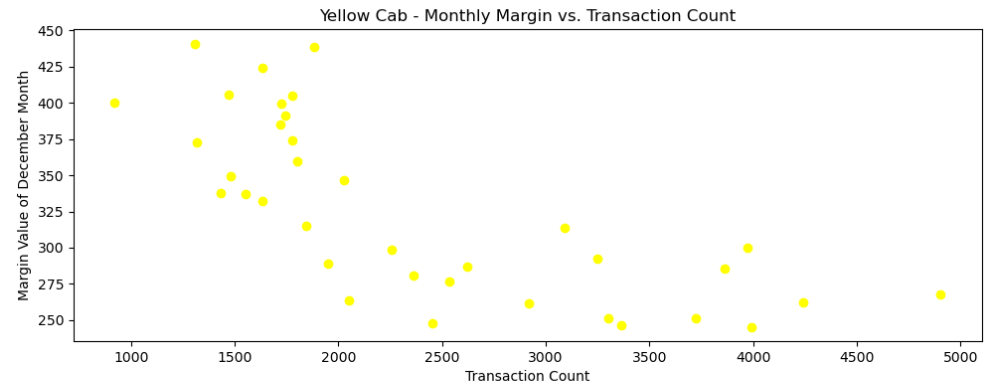 Yellow Cab - Monthly Margin vs. Transaction Count
Margin Value of December Month
450
425
400
375
350
325
300
275
250
1000 1500 2000 2500 3000 3500 4000 4500 5000
Transaction Count